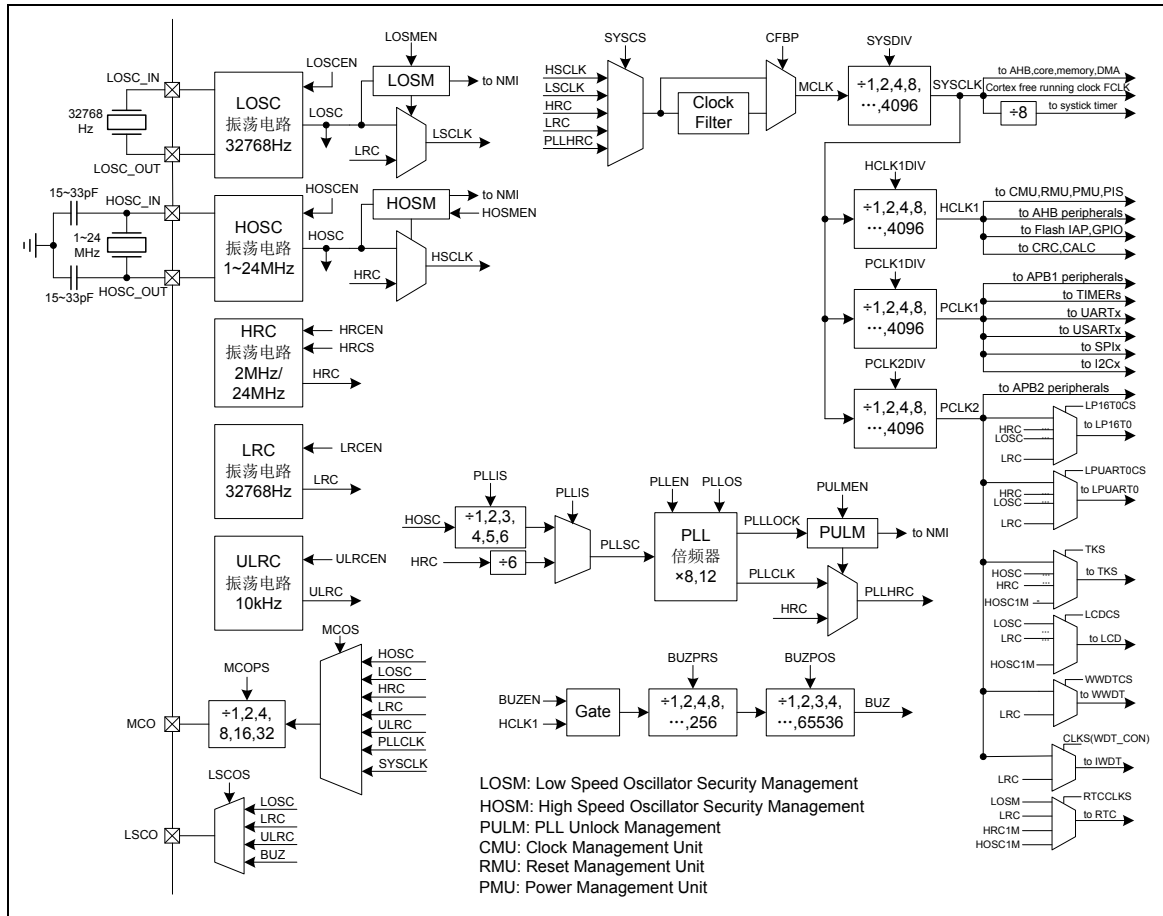 LOSC_IN
32768
Hz
LOSC_OUT
LOSC
振荡电路
32768Hz
LOSCEN
LOSC
LOSMEN
LOSM
to NMI
LRC
LSCLK
15~33pF
HOSC_IN
1~24
MHz
15~33pF
HOSC_OUT
HOSC
振荡电路
1~24MHz
HOSCEN
HOSC
HOSM
to NMI
HOSMEN
HRC
HSCLK
HRC
振荡电路
2MHz/
24MHz
HRCEN
HRCS
HRC
LRC
振荡电路
32768Hz
LRCEN
LRC
ULRC
振荡电路
10kHz
ULRCEN
ULRC
MCO
MCOPS
÷1,2,4,
8,16,32
MCOS
HOSC
LOSC
HRC
LRC
ULRC
PLLCLK
SYSCLK
LSCO
LSCOS
LOSC
LRC
ULRC
BUZ
SYSCS
HSCLK
LSCLK
HRC
LRC
PLLHRC
Clock
Filter
CFBP
MCLK
SYSDIV
÷1,2,4,8,
…,4096
SYSCLK
to AHB,core,memory,DMA
Cortex free running clock FCLK
÷8
to systick timer
HCLK1DIV
÷1,2,4,8,
…,4096
HCLK1
to CMU,RMU,PMU,PIS
to AHB peripherals
to Flash IAP,GPIO
to CRC,CALC
PCLK1DIV
÷1,2,4,8,
…,4096
PCLK1
to APB1 peripherals
to TIMERs
to UARTx
to USARTx
to SPIx
to I2Cx
PCLK2DIV
÷1,2,4,8,
…,4096
PCLK2
to APB2 peripherals
LP16T0CS
HRC
LOSC
LRC
to LP16T0
LPUART0CS
HRC
LOSC
LRC
to LPUART0
TKS
HOSC
HRC
HOSC1M
to TKS
LCDCS
LOSC
LRC
HOSC1M
to LCD
WWDTCS
LRC
to WWDT
CLKS(WDT_CON)
LRC
to IWDT
RTCCLKS
LOSM
LRC
HRC1M
HOSC1M
to RTC
PLLIS
HOSC
÷1,2,3,
4,5,6
HRC
÷6
PLLIS
PLLSC
PLLEN
PLLOS
PLL
倍频器
×8,12
PLLLOCK
PLLCLK
PULMEN
PULM
to NMI
HRC
PLLHRC
BUZEN
HCLK1
Gate
BUZPRS
÷1,2,4,8,
…,256
BUZPOS
÷1,2,3,4,
…,65536
BUZ
LOSM: Low Speed Oscillator Security Management
HOSM: High Speed Oscillator Security Management
PULM: PLL Unlock Management
CMU: Clock Management Unit
RMU: Reset Management Unit
PMU: Power Management Unit